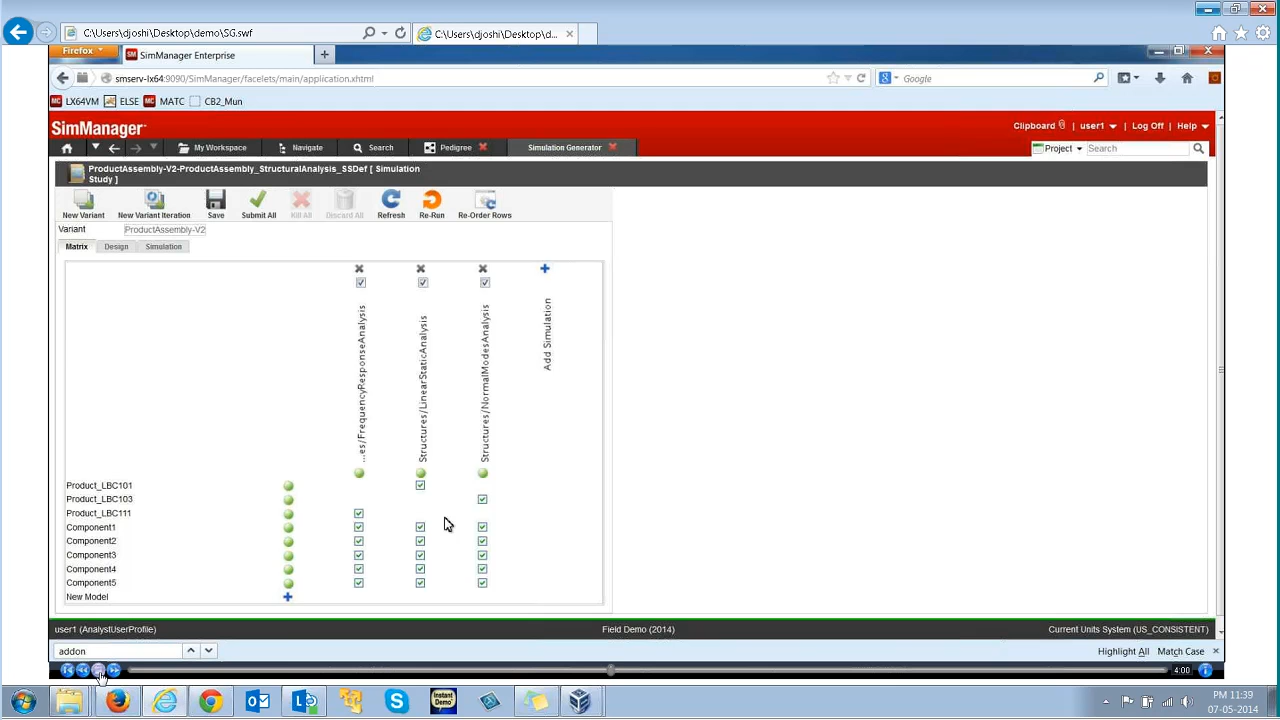 C:\Users\djoshi\Desktop\demo\SG.swf
C:\Users\djoshi\Desktop\d...
Firefox
SimManager Enterprise
smserv-lx64:9090/SimManager/facelets/main/application.xhtml
Google
LX64VM ELSE MATC CB2_Mun
SimManager
Clipboard user1 Log Off Help
My Workspace Navigate Search Pedigree Simulation Generator
Project Search
ProductAssembly-V2-ProductAssembly_StructuralAnalysis_SSDef [ Simulation
Study ]
New Variant New Variant Iteration Save Submit All Kill All Discard All Refresh Re-Run Re-Order Rows
Variant ProductAssembly-V2
Matrix Design Simulation
...es/FrequencyResponseAnalysis
Structures/LinearStaticAnalysis
Structures/NormalModesAnalysis
Add Simulation
Product_LBC101
Product_LBC103
Product_LBC111
Component1
Component2
Component3
Component4
Component5
New Model
user1 (AnalystUserProfile) Field Demo (2014) Current Units System (US_CONSISTENT)
addon Highlight All Match Case
4:00
Instant
Demo
PM 11:39
07-05-2014